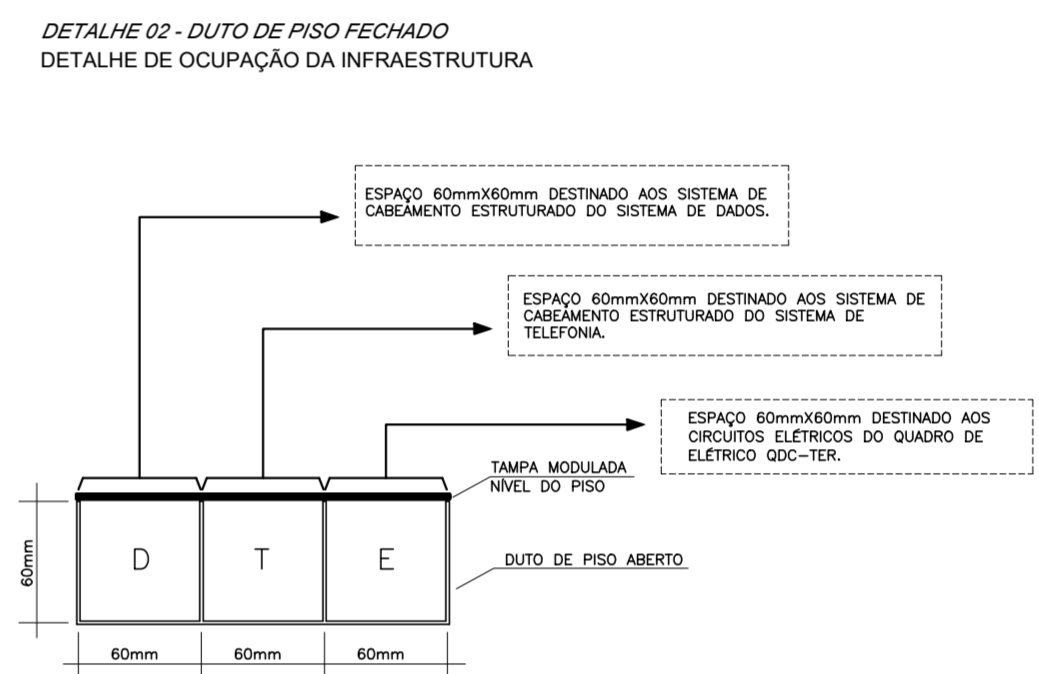 DETALHE 02 - DUTO DE PISO FECHADO
DETALHE DE OCUPAÇÃO DA INFRAESTRUTURA
ESPAÇO 60mmX60mm DESTINADO AOS SISTEMA DE
CABEAMENTO ESTRUTURADO DO SISTEMA DE DADOS.
ESPAÇO 60mmX60mm DESTINADO AOS SISTEMA DE
CABEAMENTO ESTRUTURADO DO SISTEMA DE
TELEFONIA.
ESPAÇO 60mmX60mm DESTINADO AOS
CIRCUITOS ELÉTRICOS DO QUADRO DE
ELÉTRICO QDC-TER.
TAMPA MODULADA
NÍVEL DO PISO
D
T
E
DUTO DE PISO ABERTO
60mm
60mm
60mm
60mm